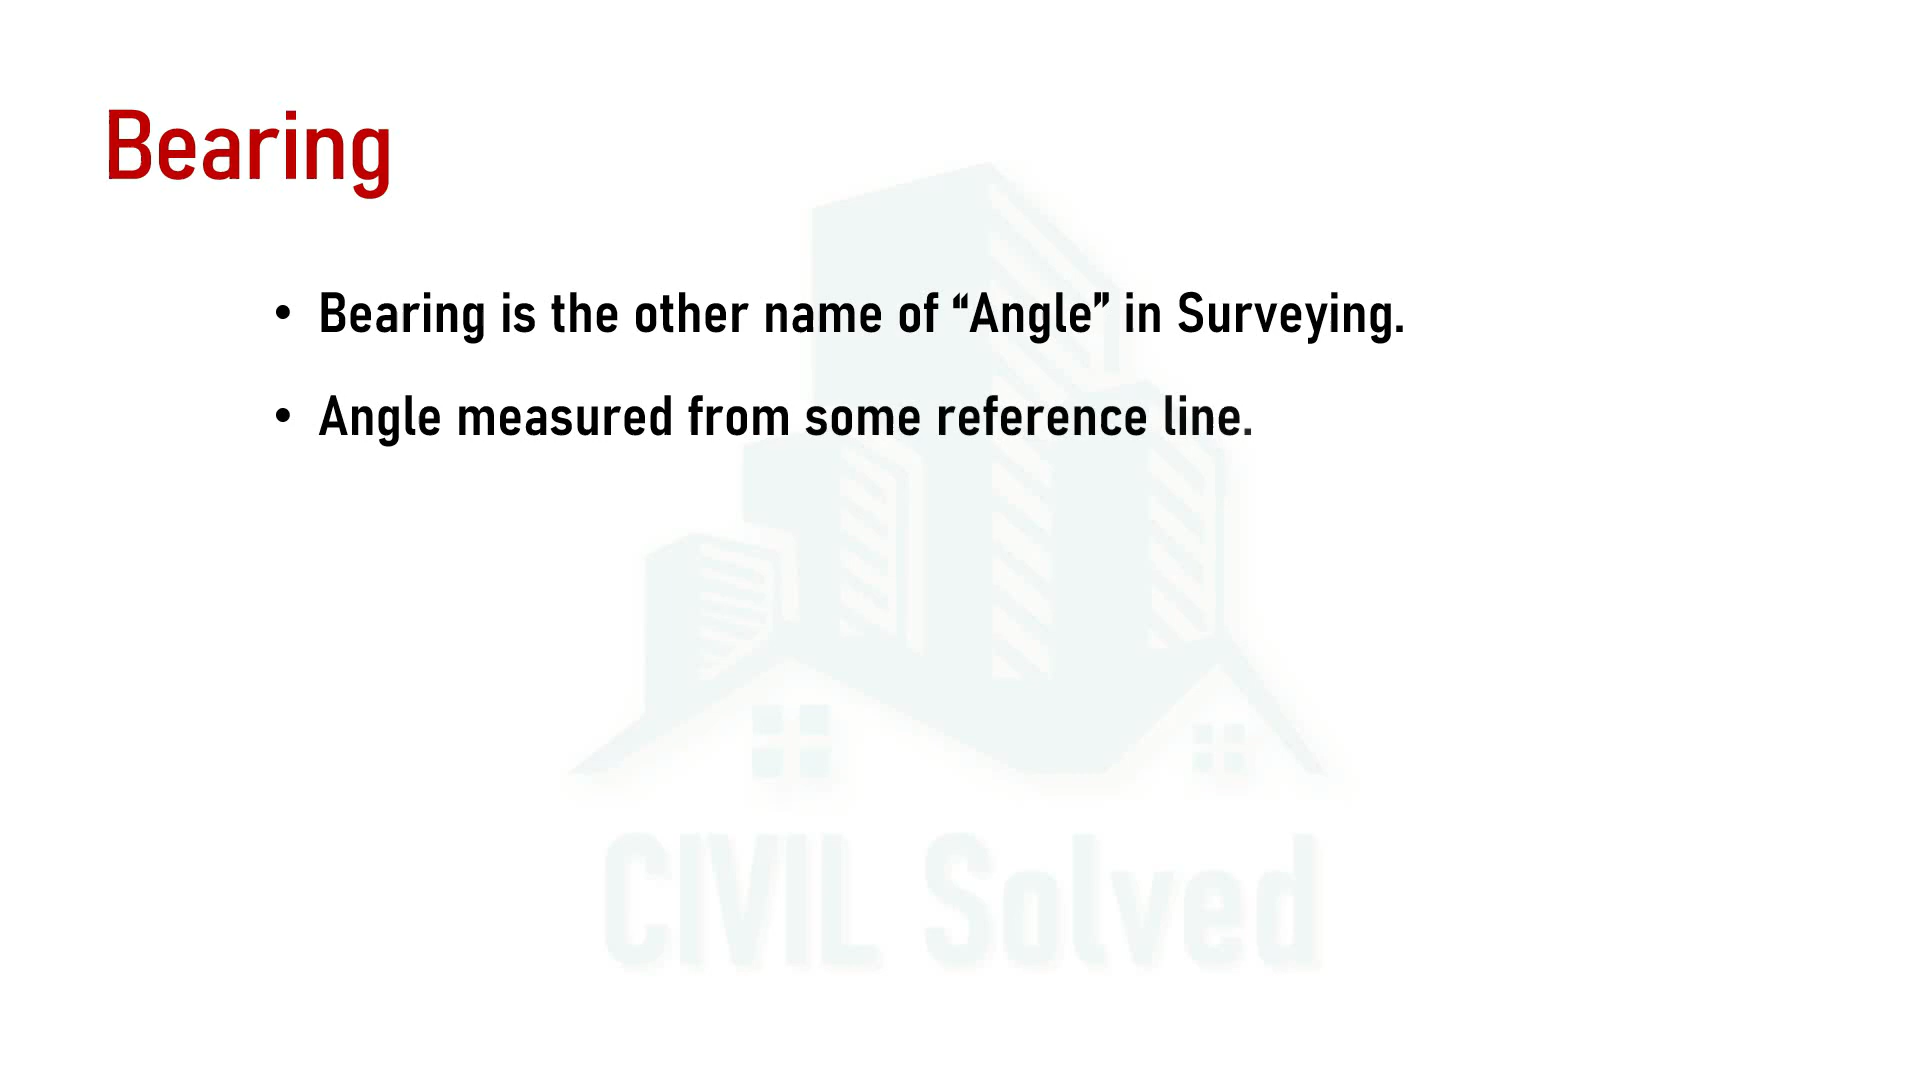 Bearing
• Bearing is the other name of “Angle” in Surveying.
• Angle measured from some reference line.
CIVIL Solved